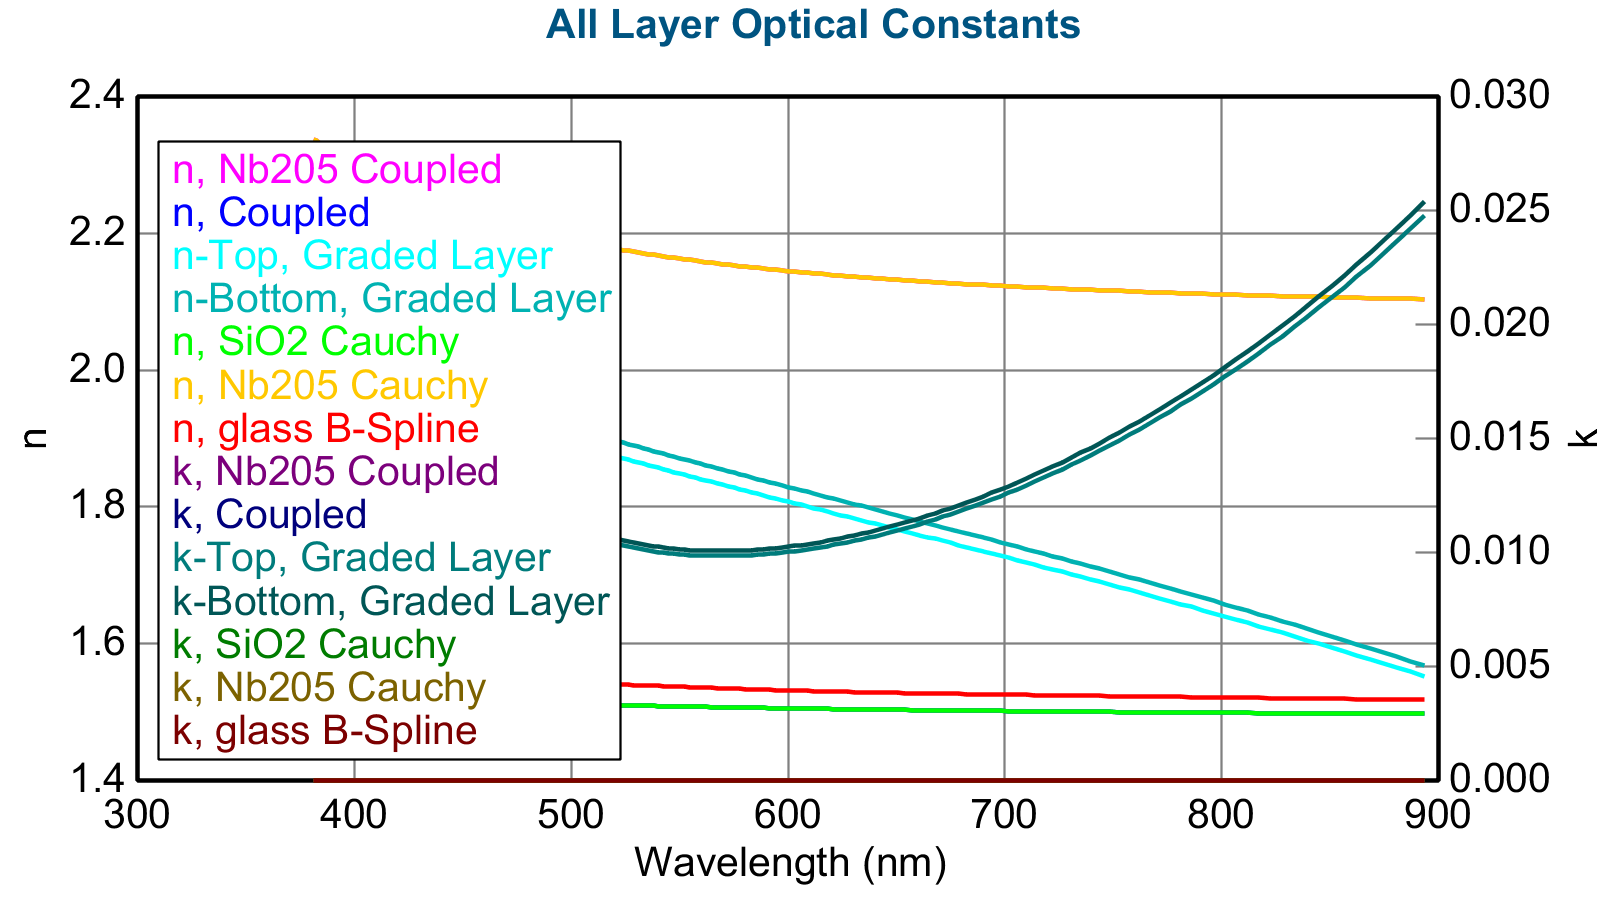 All Layer Optical Constants
2.4
2.2
2.0
1.8
1.6
1.4
n
n, Nb205 Coupled
n, Coupled
n-Top, Graded Layer
n-Bottom, Graded Layer
n, SiO2 Cauchy
n, Nb205 Cauchy
n, glass B-Spline
k, Nb205 Coupled
k, Coupled
k-Top, Graded Layer
k-Bottom, Graded Layer
k, SiO2 Cauchy
k, Nb205 Cauchy
k, glass B-Spline
0.030
0.025
0.020
0.015
0.010
0.005
0.000
k
300 400 500 600 700 800 900
Wavelength (nm)